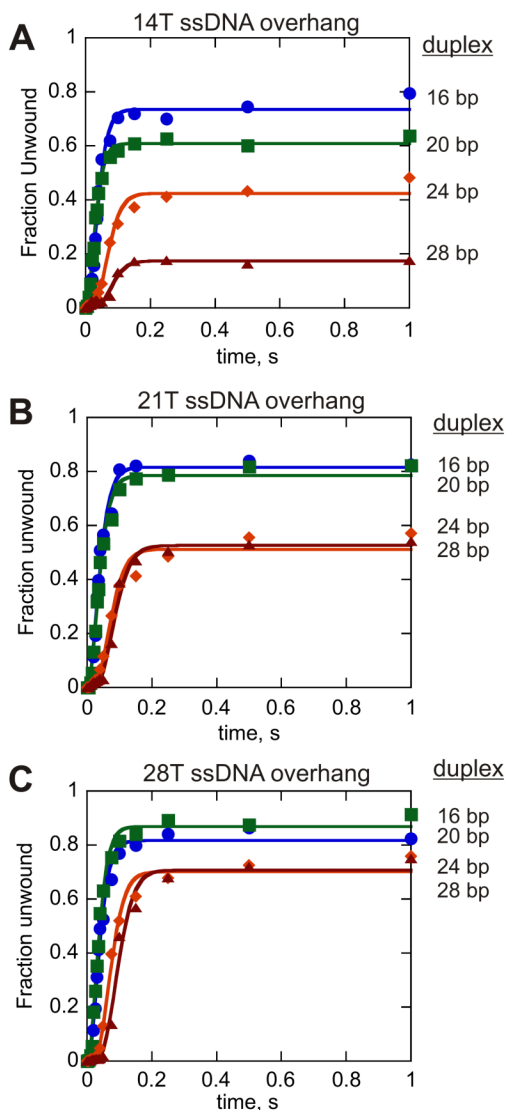 A
14T ssDNA overhang
duplex
Fraction Unwound
1
0.8
0.6
0.4
0.2
0
0 0.2 0.4 0.6 0.8 1
time, s
16 bp
20 bp
24 bp
28 bp
B
21T ssDNA overhang
duplex
Fraction unwound
1
0.8
0.6
0.4
0.2
0
0 0.2 0.4 0.6 0.8 1
time, s
16 bp
20 bp
24 bp
28 bp
C
28T ssDNA overhang
duplex
Fraction unwound
1
0.8
0.6
0.4
0.2
0
0 0.2 0.4 0.6 0.8 1
time, s
16 bp
20 bp
24 bp
28 bp